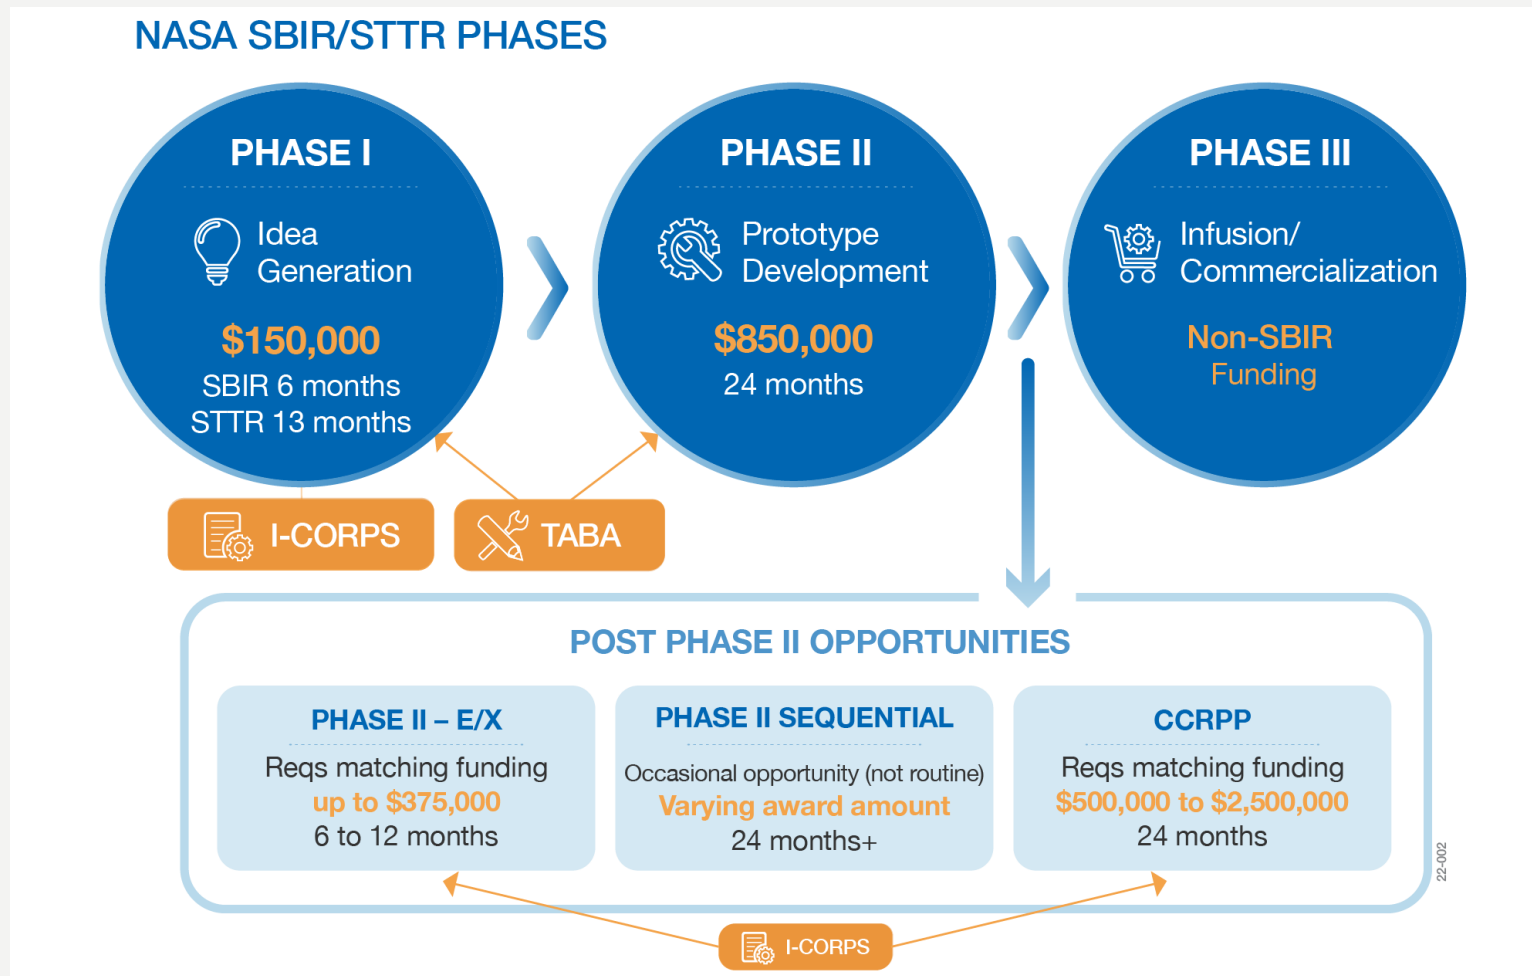 NASA SBIR/STTR PHASES
PHASE I
Idea
Generation
$150,000
SBIR 6 months
STTR 13 months
PHASE II
Prototype
Development
$850,000
24 months
PHASE III
Infusion/
Commercialization
Non-SBIR
Funding
I-CORPS
TABA
POST PHASE II OPPORTUNITIES
PHASE II – E/X
Reqs matching funding
up to $375,000
6 to 12 months
PHASE II SEQUENTIAL
Occasional opportunity (not routine)
Varying award amount
24 months+
CCRPP
Reqs matching funding
$500,000 to $2,500,000
24 months
22-002
I-CORPS